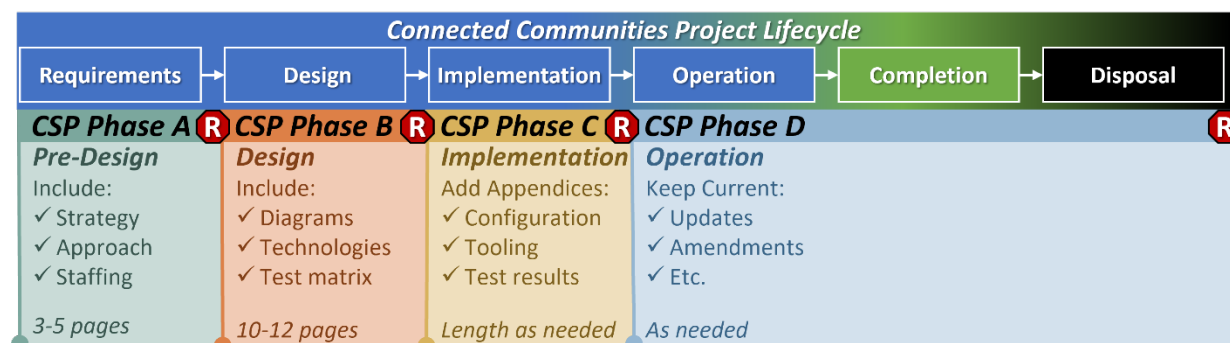 Connected Communities Project Lifecycle
Requirements
Design
Implementation
Operation
Completion
Disposal
CSP Phase A
R
CSP Phase B
R
CSP Phase C
R
CSP Phase D
R
Pre-Design
Include:
✓ Strategy
✓ Approach
✓ Staffing
3-5 pages
Design
Include:
✓ Diagrams
✓ Technologies
✓ Test matrix
10-12 pages
Implementation
Add Appendices:
✓ Configuration
✓ Tooling
✓ Test results
Length as needed
Operation
Keep Current:
✓ Updates
✓ Amendments
✓ Etc.
As needed